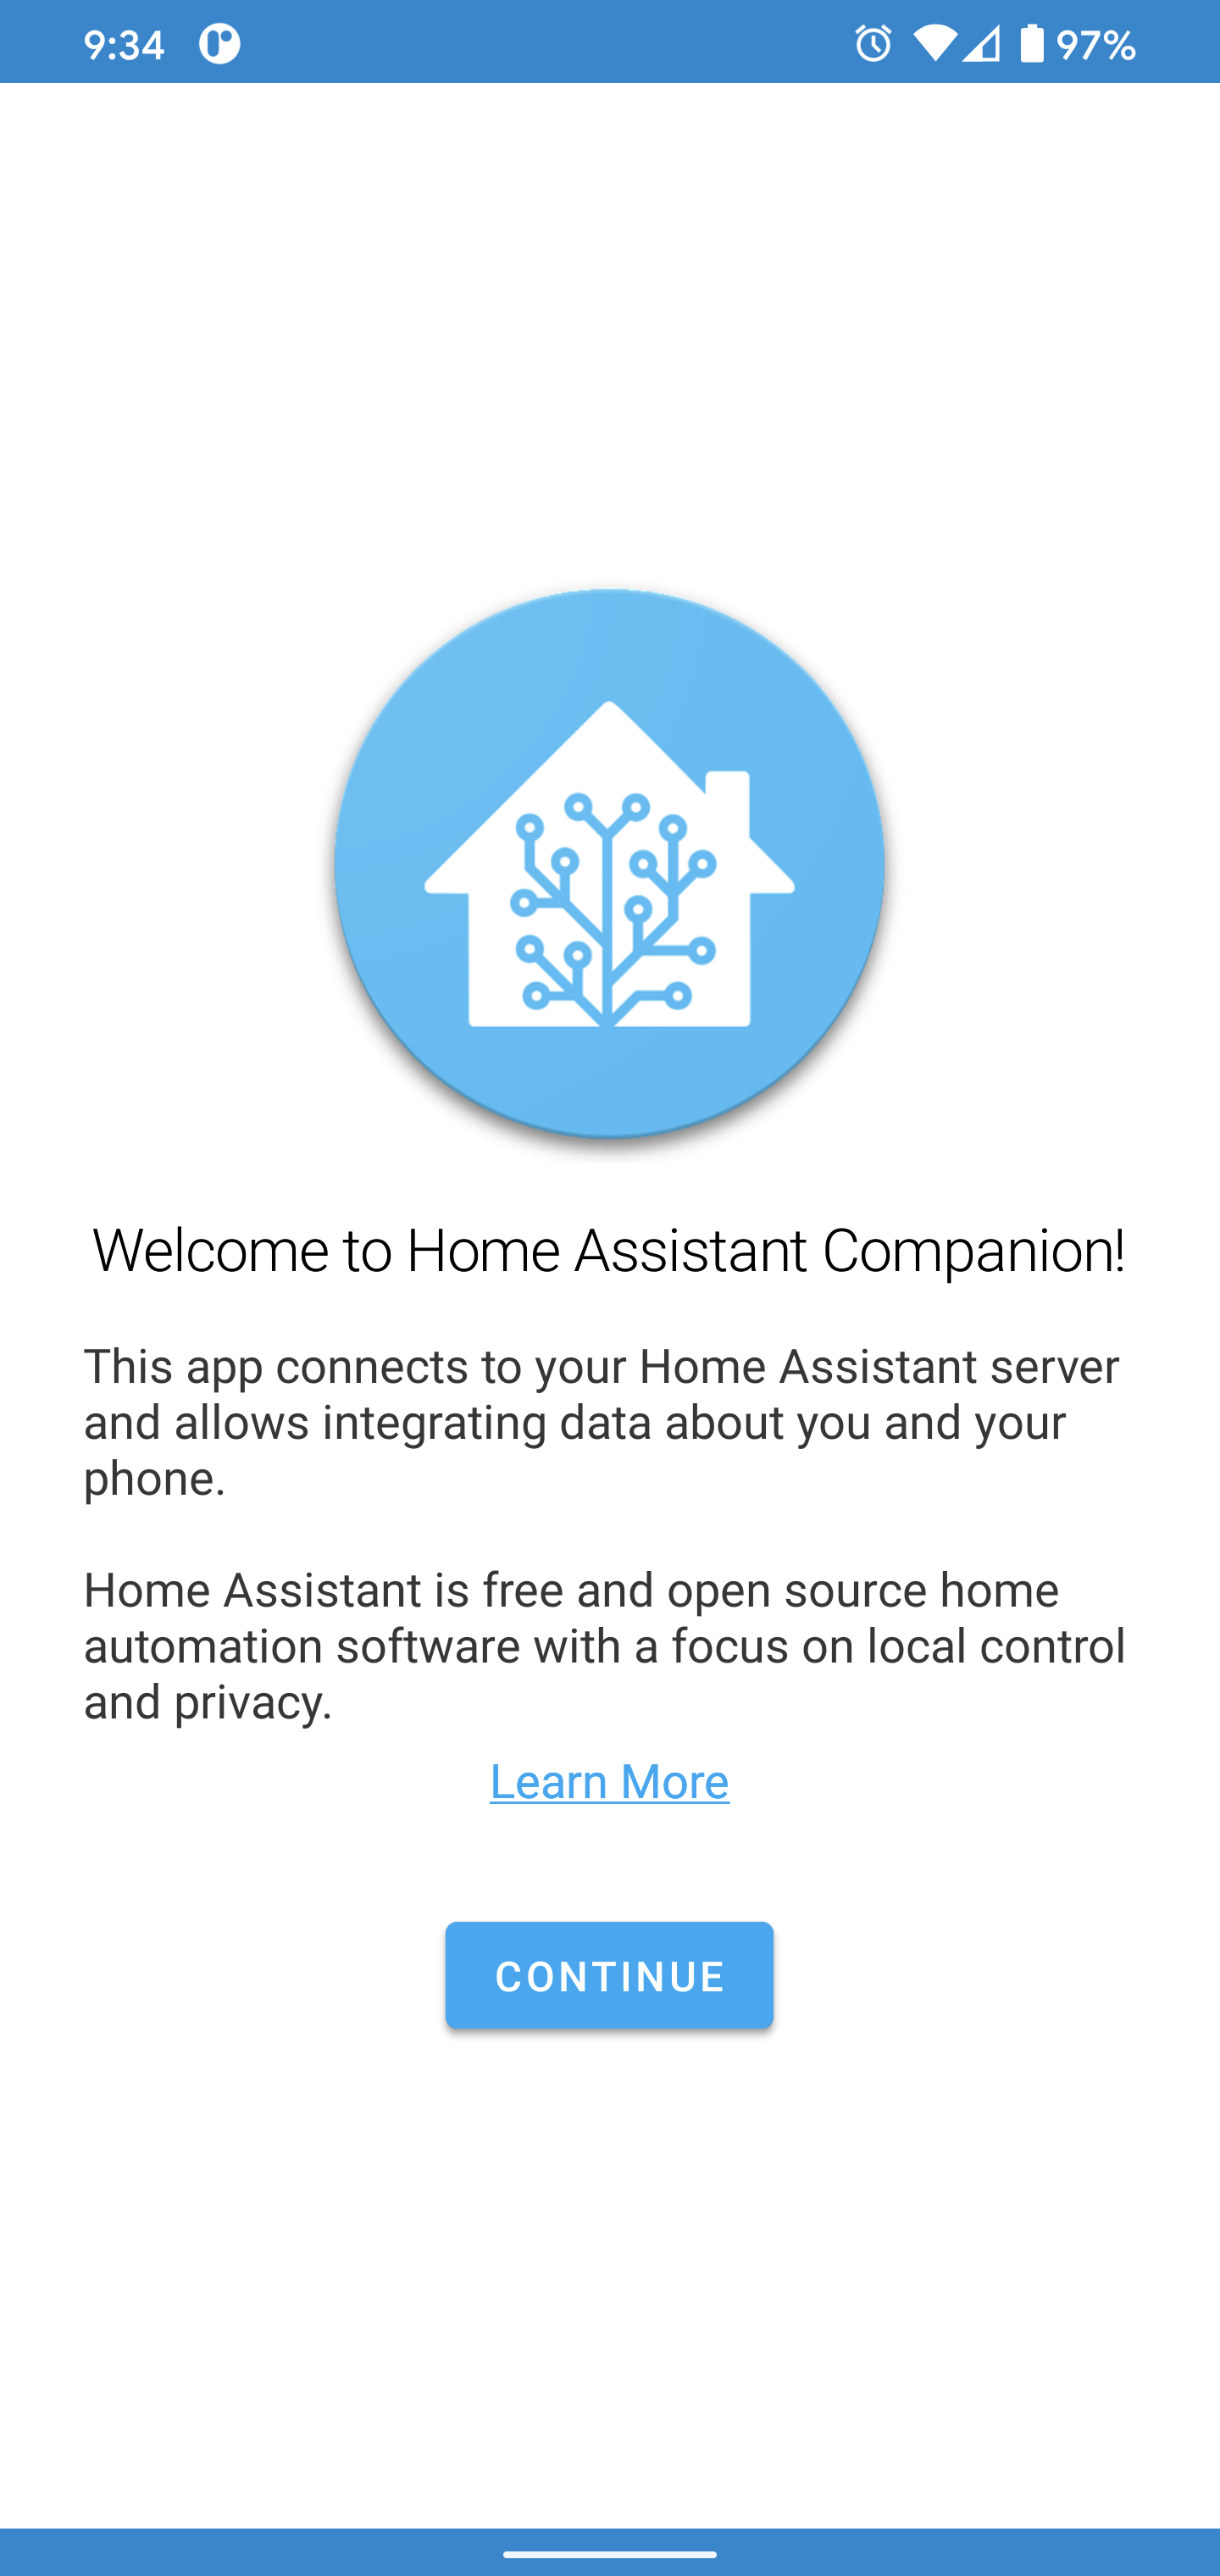 9:34 97%
Welcome to Home Assistant Companion!
This app connects to your Home Assistant server
and allows integrating data about you and your
phone.
Home Assistant is free and open source home
automation software with a focus on local control
and privacy.
Learn More
CONTINUE